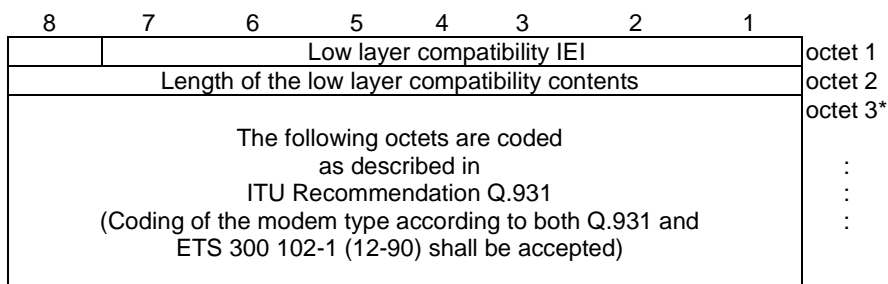 8 7 6 5 4 3 2 1
Low layer compatibility IEI octet 1
Length of the low layer compatibility contents octet 2
octet 3*
The following octets are coded
as described in :
ITU Recommendation Q.931 :
(Coding of the modem type according to both Q.931 and :
ETS 300 102-1 (12-90) shall be accepted)